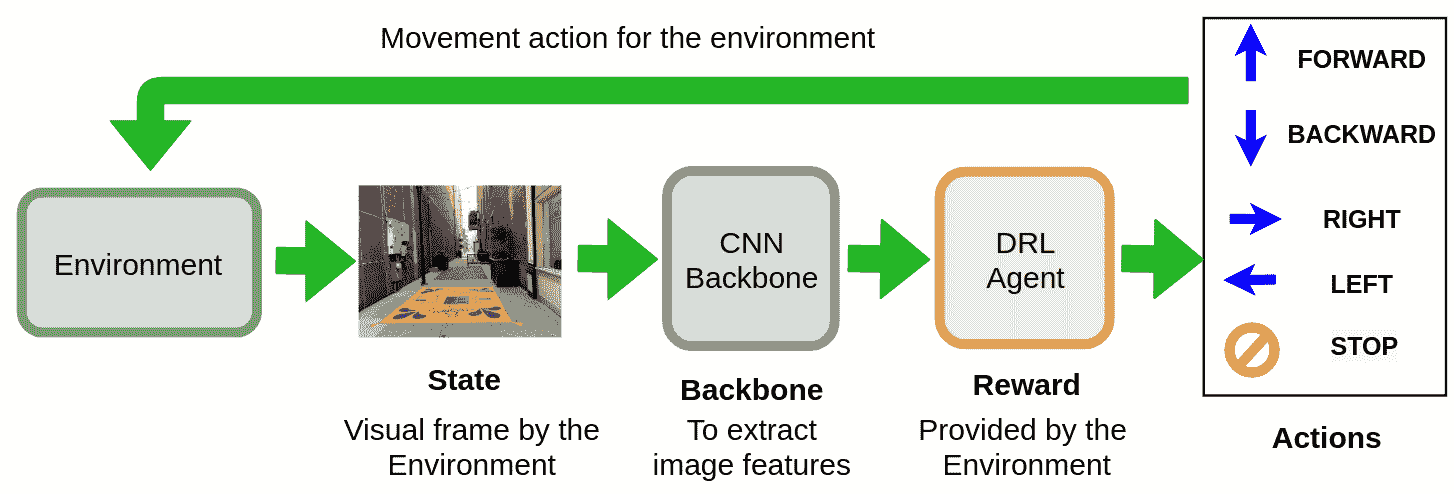 Movement action for the environment
FORWARD
BACKWARD
RIGHT
LEFT
STOP
Environment
CNN
Backbone
DRL
Agent
State
Visual frame by the
Environment
Backbone
To extract
image features
Reward
Provided by the
Environment
Actions